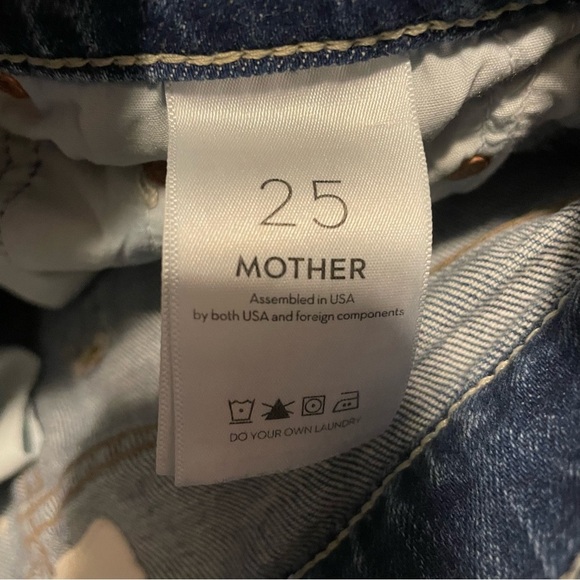 25
MOTHER
Assembled in USA
by both USA and foreign components
DO YOUR OWN LAUNDRY